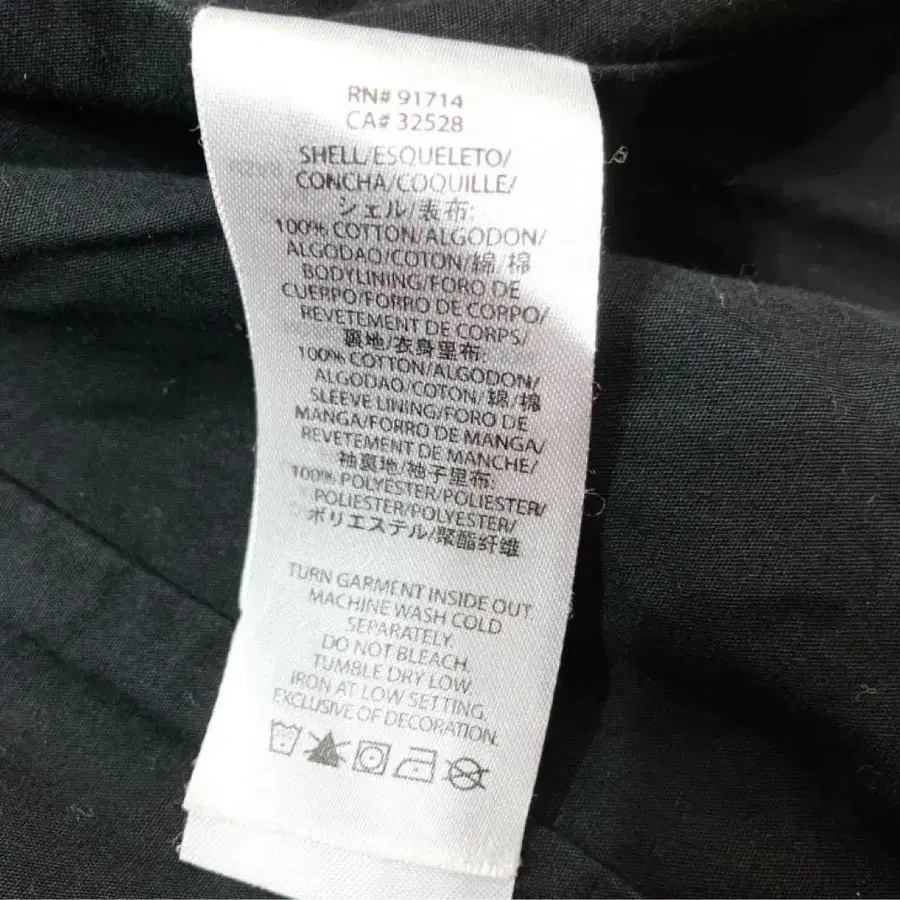 RN# 91714
CA# 32528
SHELL/ESQUELETO/
CONCHA/COQUILLE/
シェル/表布:
100% COTTON/ALGODON/
ALGODAO/COTON/綿/棉
BODYLINING/FORO DE
CUERPO/FORRO DE CORPO/
REVETEMENT DE CORPS/
裏地/衣身里布:
100% COTTON/ALGODON/
ALGODAO/COTON/綿/棉
SLEEVE LINING/FORO DE
MANGA/FORRO DE MANGA/
REVETEMENT DE MANCHE/
袖裏地/袖子里布:
100% POLYESTER/POLIESTER/
POLIESTER/POLYESTER/
ポリエステル/聚酯纤维
TURN GARMENT INSIDE OUT.
MACHINE WASH COLD
SEPARATELY.
DO NOT BLEACH.
TUMBLE DRY LOW.
IRON AT LOW SETTING.
EXCLUSIVE OF DECORATION.